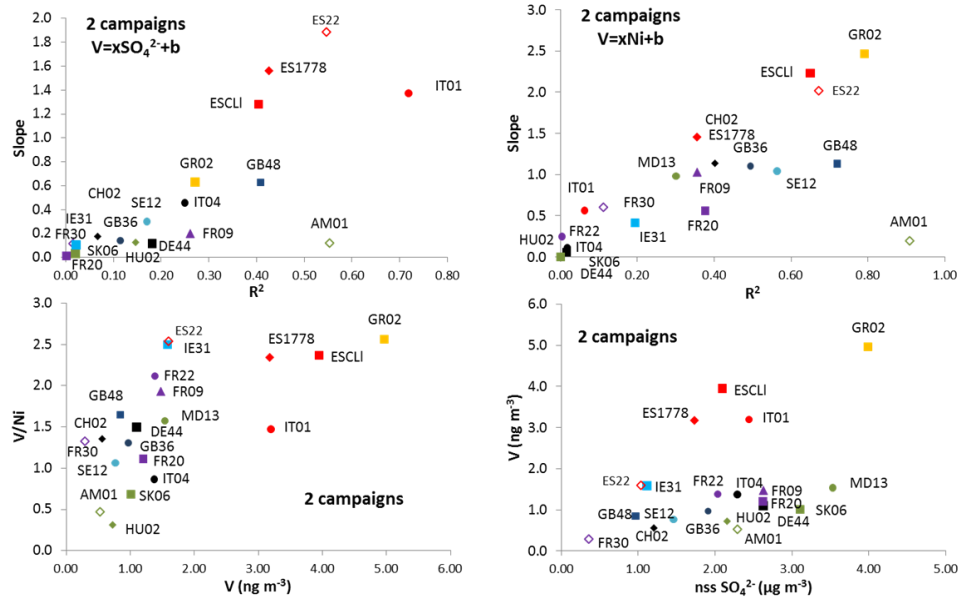 2 campaigns
V=xSO₄²⁻+b
Slope
2.0
1.8
1.6
1.4
1.2
1.0
0.8
0.6
0.4
0.2
0.0
ES22
ES1778
IT01
ESCLl
GR02
GB48
CH02
SE12
IT04
IE31
GB36
AM01
FR30
FR09
SK06
DE44
FR20
HU02
0.00 0.10 0.20 0.30 0.40 0.50 0.60 0.70 0.80
R²
2 campaigns
V=xNi+b
Slope
3.0
2.5
2.0
1.5
1.0
0.5
0.0
GR02
ESCLl
ES22
CH02
ES1778
GB36
GB48
MD13
SE12
IT01
FR09
FR30
FR20
AM01
FR22
IE31
HU02
IT04
SK06
DE44
0.00 0.20 0.40 0.60 0.80 1.00
R²
V/Ni
3.0
2.5
2.0
1.5
1.0
0.5
0.0
ES22
IE31
GR02
ES1778
ESCLl
FR22
FR09
GB48
MD13
CH02
DE44
IT01
FR30
GB36
SE12
FR20
IT04
AM01
SK06
HU02
2 campaigns
0.00 1.00 2.00 3.00 4.00 5.00 6.00
V (ng m⁻³)
2 campaigns
V (ng m⁻³)
6.0
5.0
4.0
3.0
2.0
1.0
0.0
GR02
ESCLl
ES1778
IT01
ES22
IE31
FR22
IT04
FR09
MD13
FR20
GB48
SE12
HU02
DE44
SK06
GB36
FR30
CH02
AM01
0.00 1.00 2.00 3.00 4.00 5.00
nss SO₄²⁻ (µg m⁻³)